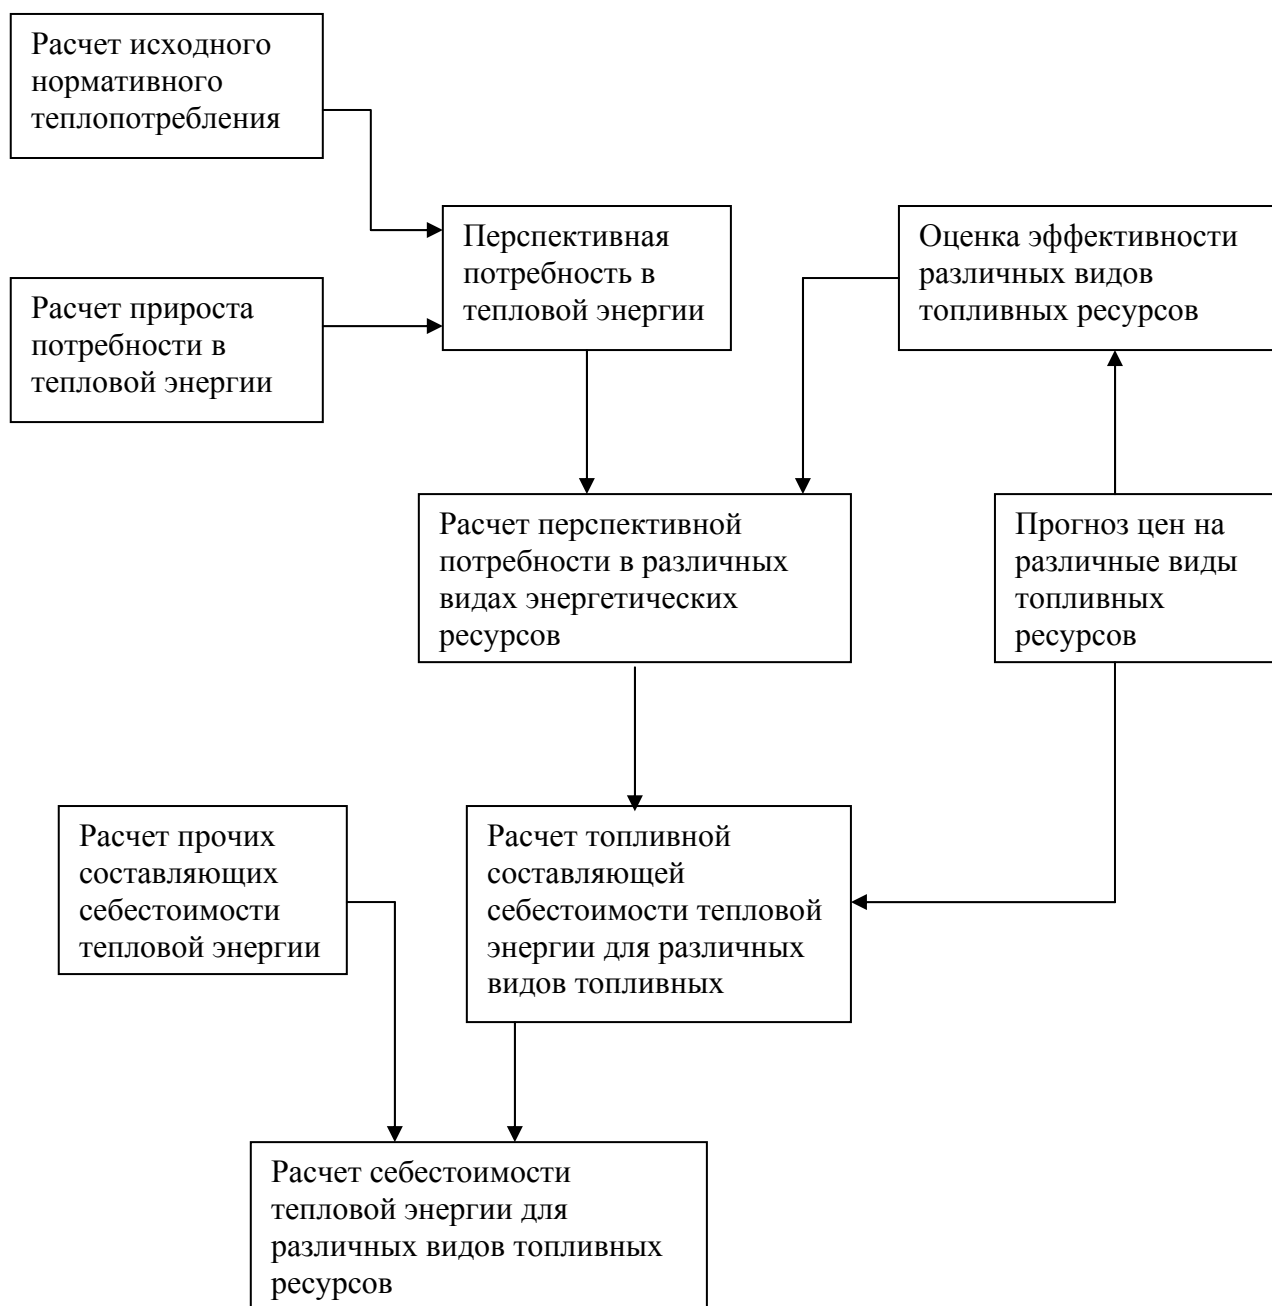 Расчет исходного
нормативного
теплопотребления
Перспективная
потребность в
тепловой энергии
Оценка эффективности
различных видов
топливных ресурсов
Расчет прироста
потребности в
тепловой энергии
Расчет перспективной
потребности в различных
видах энергетических
ресурсов
Прогноз цен на
различные виды
топливных
ресурсов
Расчет прочих
составляющих
себестоимости
тепловой энергии
Расчет топливной
составляющей
себестоимости тепловой
энергии для различных
видов топливных
Расчет себестоимости
тепловой энергии для
различных видов топливных
ресурсов